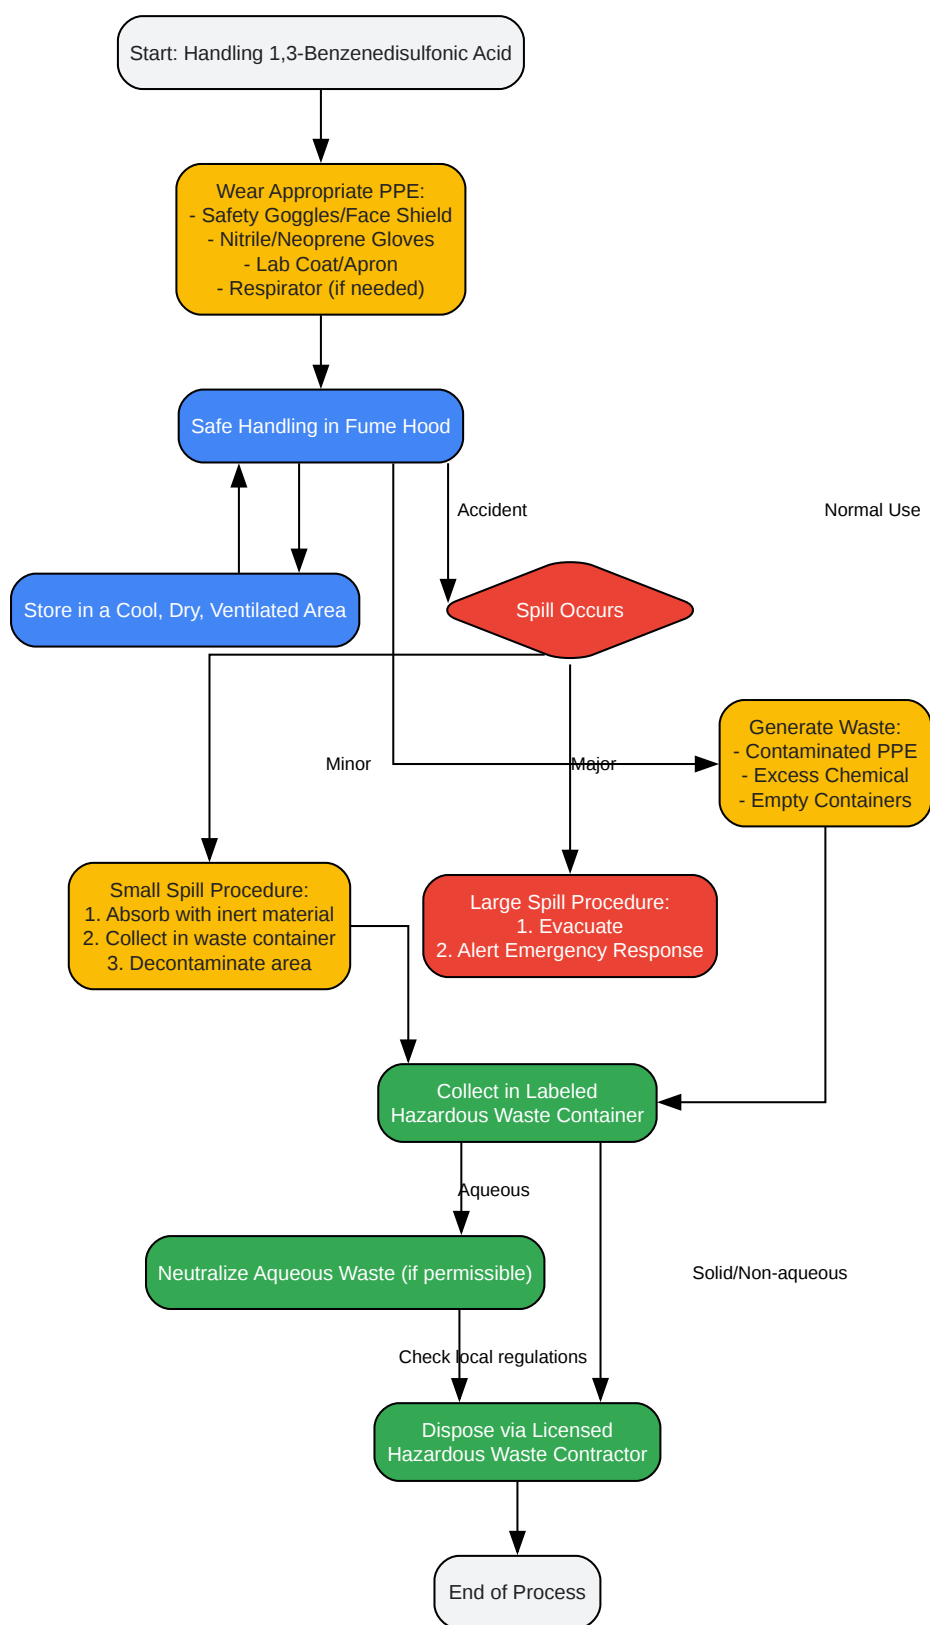 Start: Handling 1,3-Benzenedisulfonic Acid
Wear Appropriate PPE:
- Safety Goggles/Face Shield
- Nitrile/Neoprene Gloves
- Lab Coat/Apron
- Respirator (if needed)
Safe Handling in Fume Hood
Accident
Normal Use
Store in a Cool, Dry, Ventilated Area
Spill Occurs
Generate Waste:
- Contaminated PPE
- Excess Chemical
- Empty Containers
Minor
Major
Small Spill Procedure:
1. Absorb with inert material
2. Collect in waste container
3. Decontaminate area
Large Spill Procedure:
1. Evacuate
2. Alert Emergency Response
Collect in Labeled
Hazardous Waste Container
Aqueous
Neutralize Aqueous Waste (if permissible)
Solid/Non-aqueous
Check local regulations
Dispose via Licensed
Hazardous Waste Contractor
End of Process